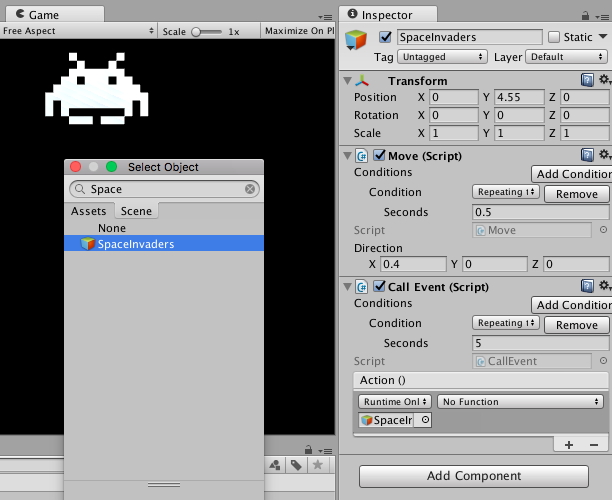 Game
Free Aspect
Scale
1x
Maximize On Pl
Select Object
Space
Assets
Scene
None
SpaceInvaders
Inspector
SpaceInvaders
Static
Tag Untagged Layer Default
Transform
Position X 0 Y 4.55 Z 0
Rotation X 0 Y 0 Z 0
Scale X 1 Y 1 Z 1
Move (Script)
Conditions Add Condition
Condition Repeating Remove
Seconds 0.5
Script Move
Direction
X 0.4 Y 0 Z 0
Call Event (Script)
Conditions Add Condition
Condition Repeating Remove
Seconds 5
Script CallEvent
Action ()
Runtime Onl No Function
SpaceIr
+ -
Add Component